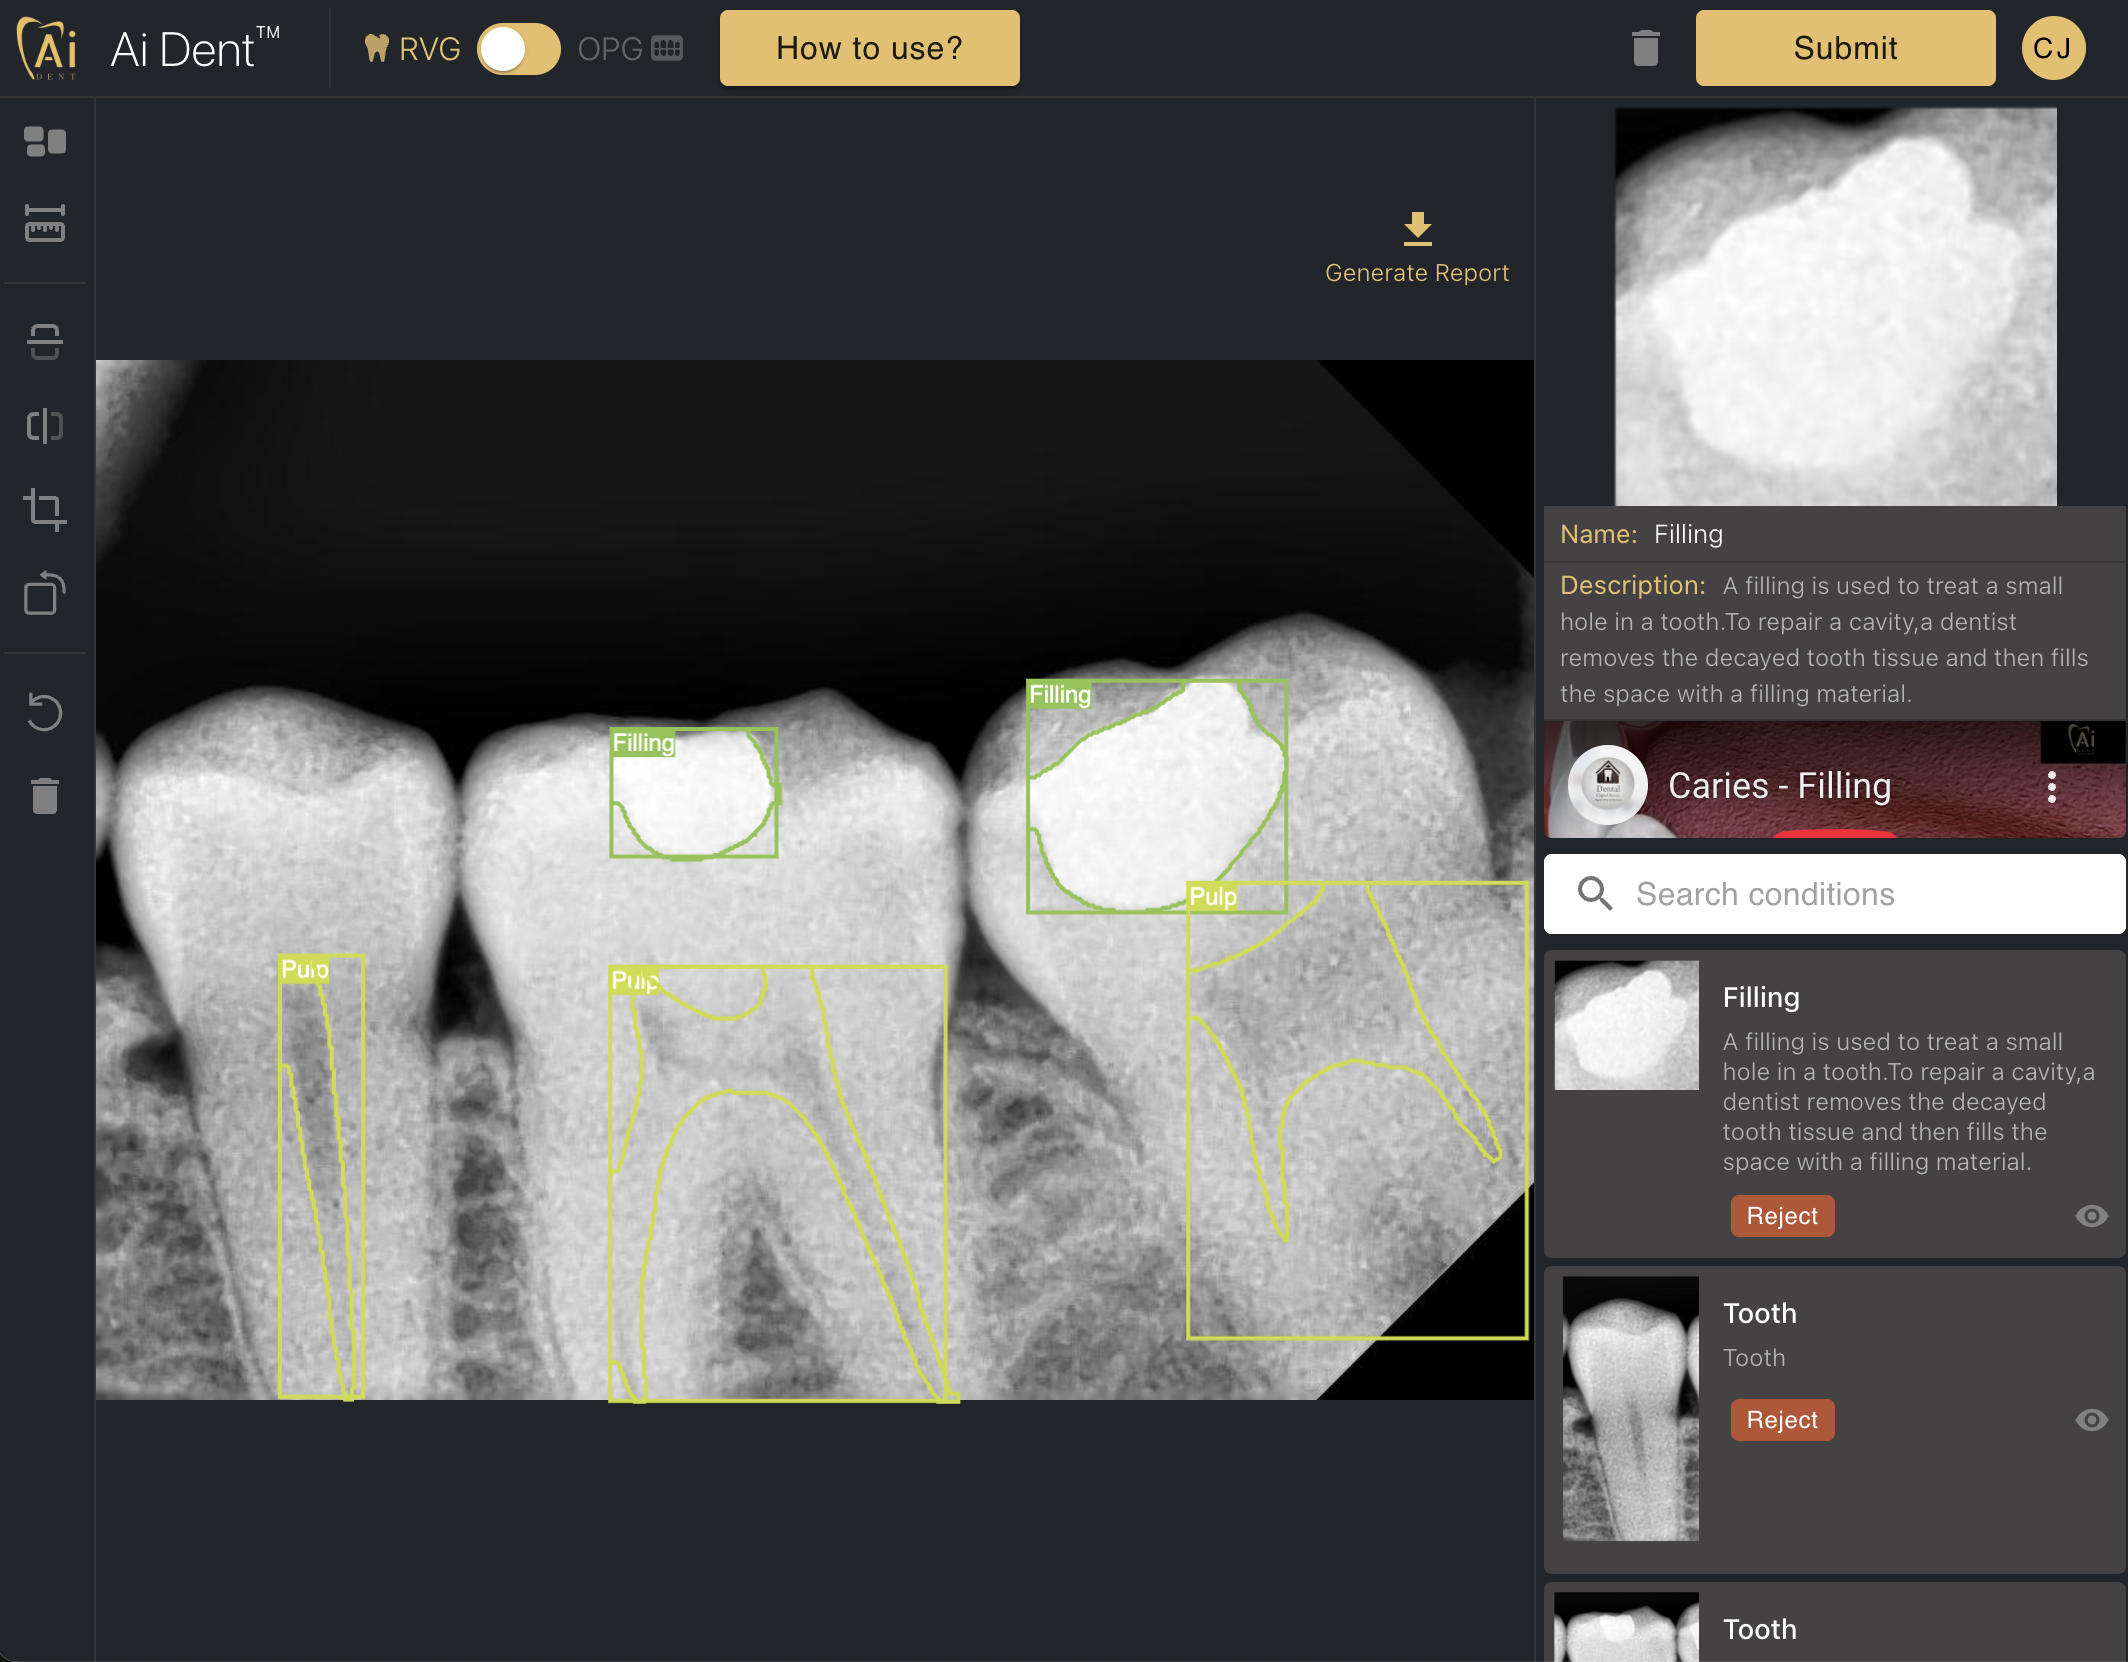 Ai
DENT
Ai Dent™
RVG
OPG
How to use?
Submit
CJ
Generate Report
Filling
Filling
Pulp
Pulp
Pulp
Name: Filling
Description: A filling is used to treat a small
hole in a tooth.To repair a cavity,a dentist
removes the decayed tooth tissue and then fills
the space with a filling material.
Ai
Dental
Caries - Filling
Search conditions
Filling
A filling is used to treat a small
hole in a tooth.To repair a cavity,a
dentist removes the decayed
tooth tissue and then fills the
space with a filling material.
Reject
Tooth
Tooth
Reject
Tooth